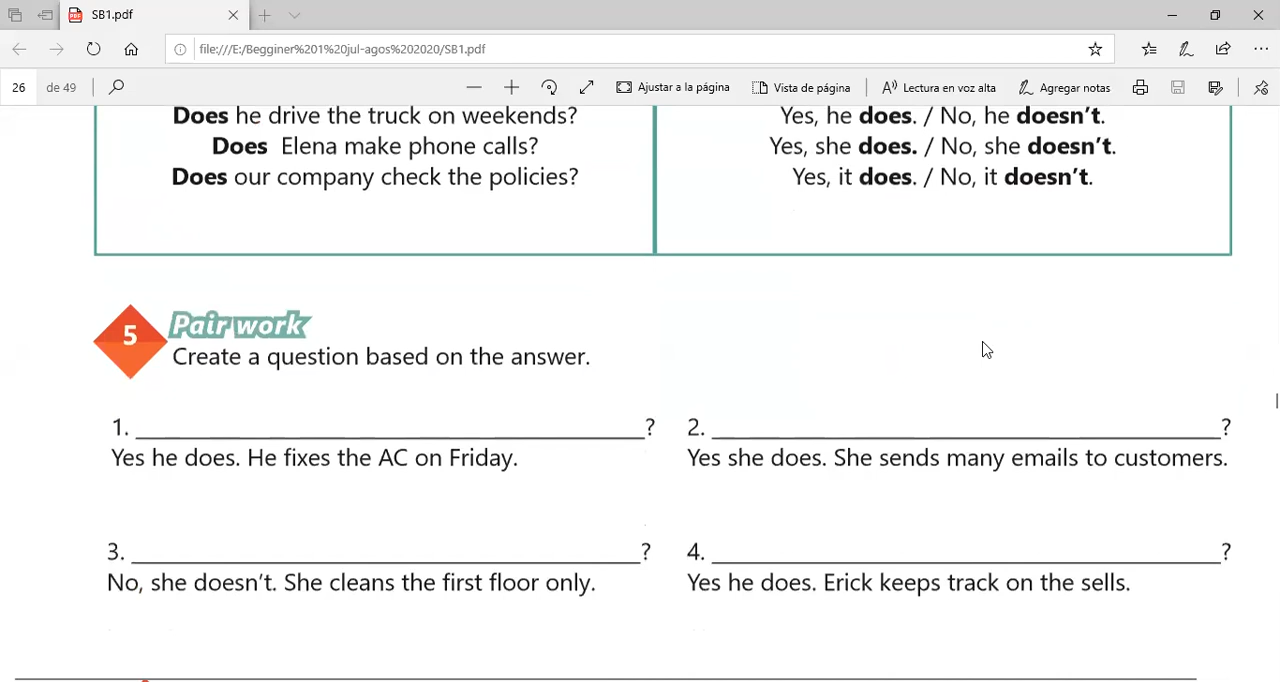 SB1.pdf
file:///E:/Begginer%201%20jul-agos%202020/SB1.pdf
26 de 49
Ajustar a la página
Vista de página
Lectura en voz alta
Agregar notas
Does he drive the truck on weekends?
Does Elena make phone calls?
Does our company check the policies?
Yes, he does. / No, he doesn't.
Yes, she does. / No, she doesn't.
Yes, it does. / No, it doesn't.
5 Pair work
Create a question based on the answer.
1. ________________________________________?
Yes he does. He fixes the AC on Friday.
2. ________________________________________?
Yes she does. She sends many emails to customers.
3. ________________________________________?
No, she doesn't. She cleans the first floor only.
4. ________________________________________?
Yes he does. Erick keeps track on the sells.